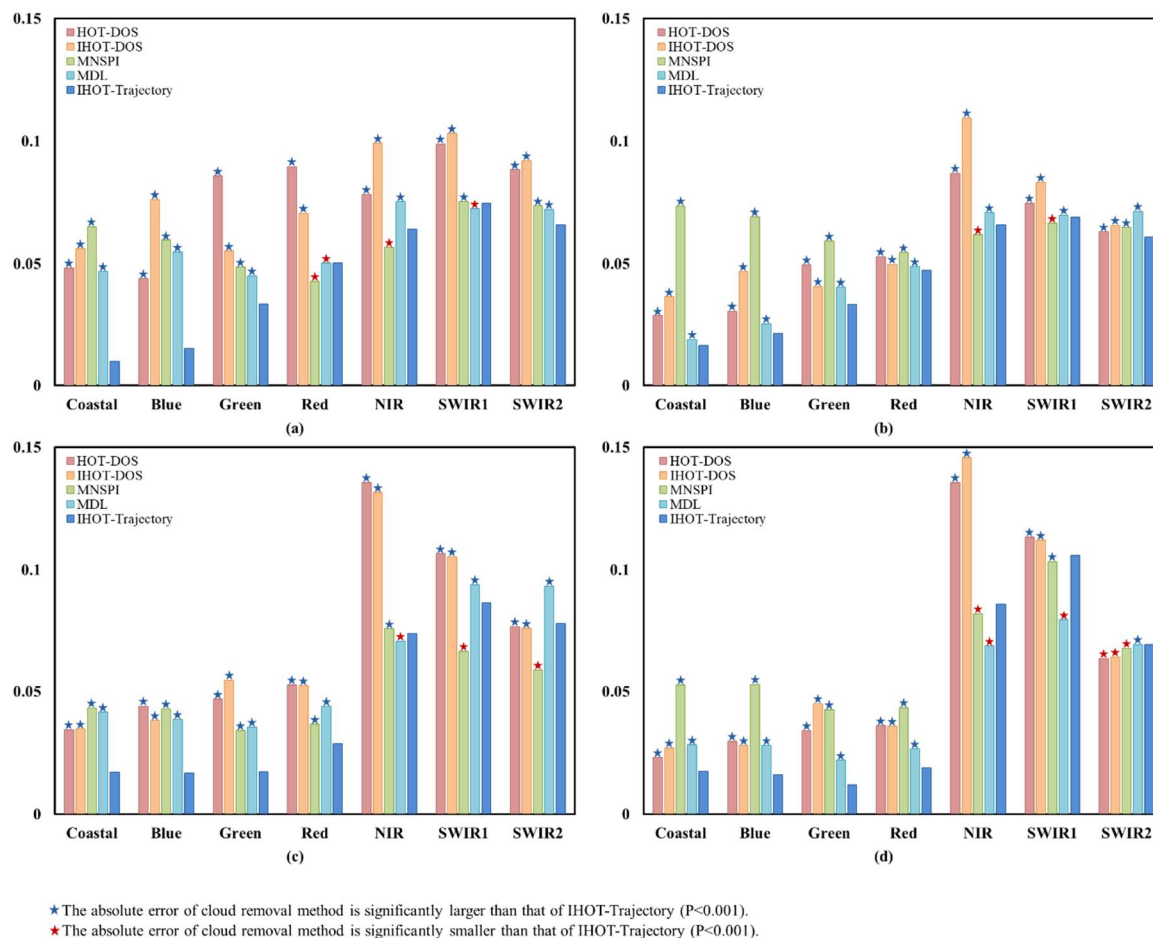 0.15
HOT-DOS
IHOT-DOS
MNSPI
MDL
IHOT-Trajectory
0.1
0.05
0
Coastal Blue Green Red NIR SWIR1 SWIR2
(a)
0.15
HOT-DOS
IHOT-DOS
MNSPI
MDL
IHOT-Trajectory
0.1
0.05
0
Coastal Blue Green Red NIR SWIR1 SWIR2
(b)
0.15
HOT-DOS
IHOT-DOS
MNSPI
MDL
IHOT-Trajectory
0.1
0.05
0
Coastal Blue Green Red NIR SWIR1 SWIR2
(c)
0.15
HOT-DOS
IHOT-DOS
MNSPI
MDL
IHOT-Trajectory
0.1
0.05
0
Coastal Blue Green Red NIR SWIR1 SWIR2
(d)
★The absolute error of cloud removal method is significantly larger than that of IHOT-Trajectory (P<0.001).
★The absolute error of cloud removal method is significantly smaller than that of IHOT-Trajectory (P<0.001).